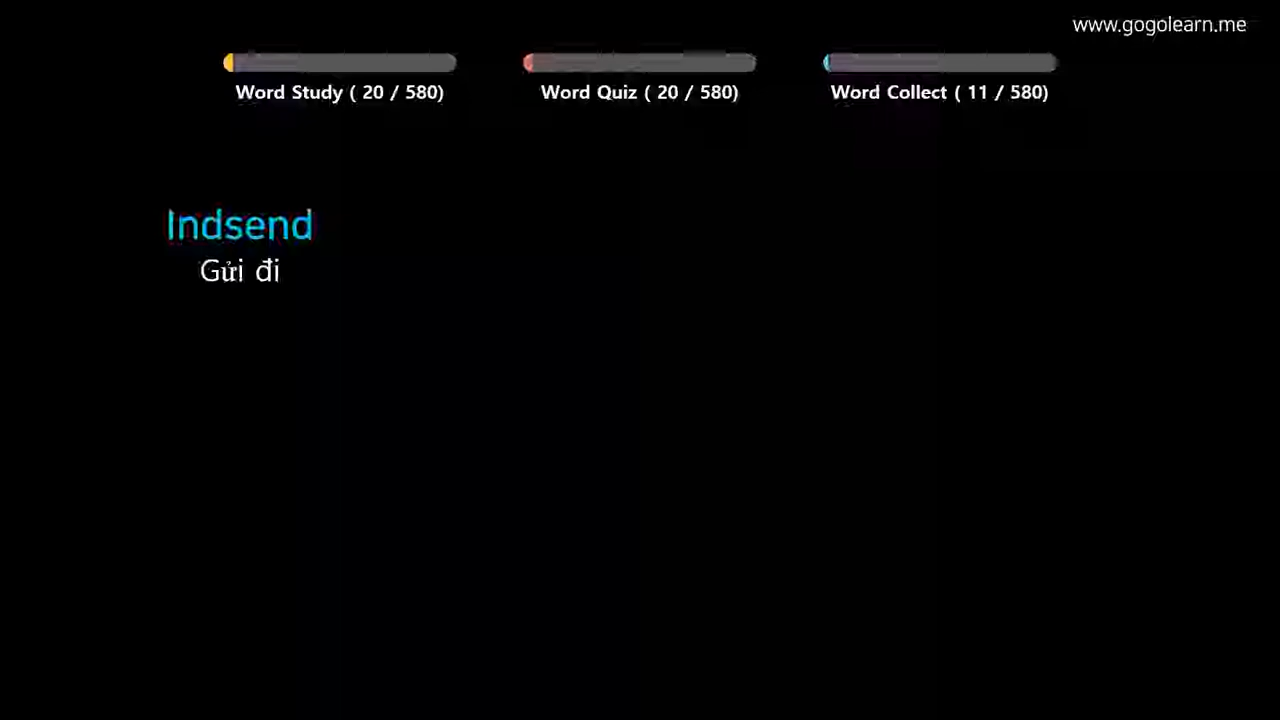 www.gogolearn.me
Word Study ( 20 / 580)
Word Quiz ( 20 / 580)
Word Collect ( 11 / 580)
Indsend
Gửi đi